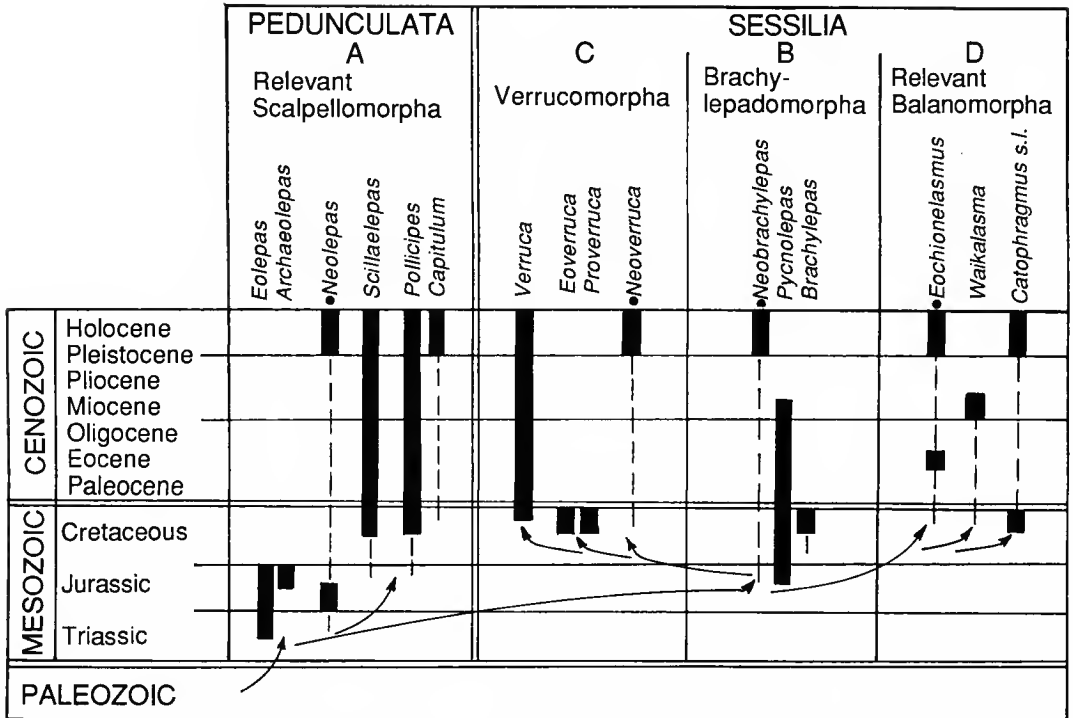 PEDUNCULATA
A
Relevant
Scalpellomorpha
SESSILIA
C
Verrucomorpha
B
Brachy-
lepadomorpha
D
Relevant
Balanomorpha
Eolepas
Archaeolepas
•Neolepas
Scillaelepas
Pollicipes
Capitulum
Verruca
Eoverruca
Proverruca
•Neoverruca
•Neobrachylepas
Pycnolepas
Brachylepas
•Eochionelasmus
Waikalasma
Catophragmus s.l.
CENOZOIC
Holocene
Pleistocene
Pliocene
Miocene
Oligocene
Eocene
Paleocene
MESOZOIC
Cretaceous
Jurassic
Triassic
PALEOZOIC